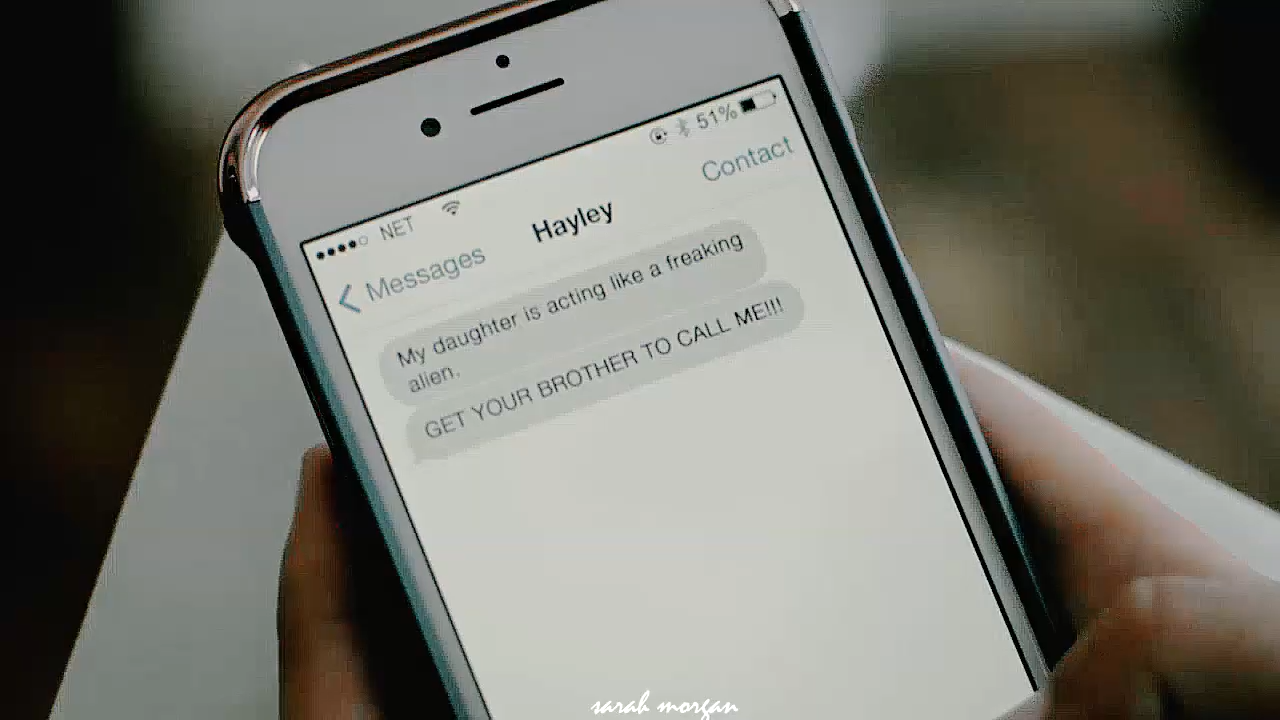 NET 51%
Messages Hayley Contact
My daughter is acting like a freaking
alien.
GET YOUR BROTHER TO CALL ME!!!
sarah morgan